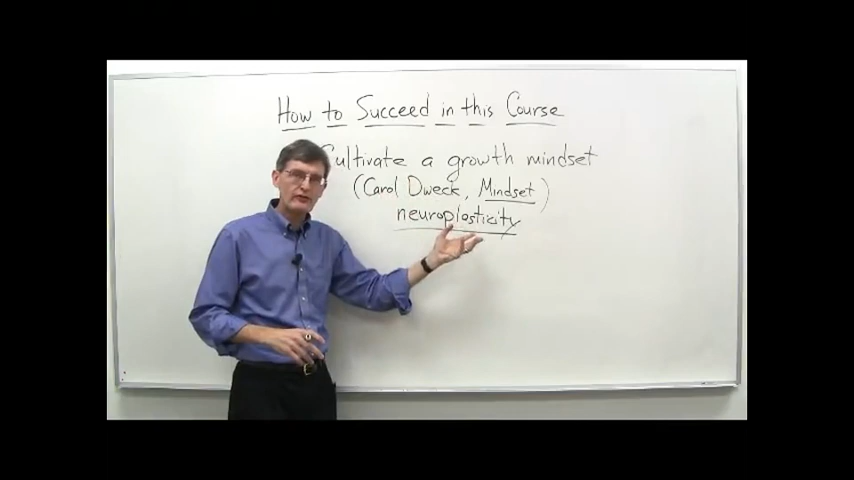 How to Succeed in this Course
Cultivate a growth mindset
(Carol Dweck, Mindset)
neuroplasticity